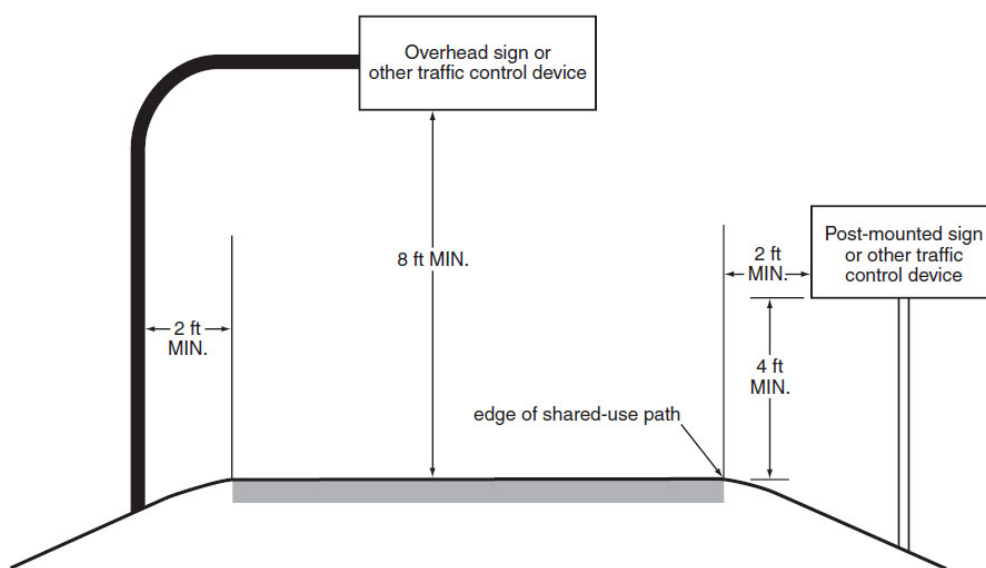 Overhead sign or
other traffic control device
8 ft MIN.
2 ft
MIN.
2 ft
MIN.
Post-mounted sign
or other traffic
control device
4 ft
MIN.
edge of shared-use path